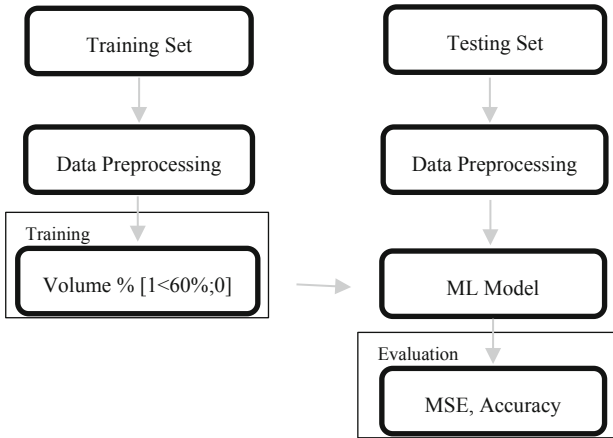 Training Set
Testing Set
Data Preprocessing
Data Preprocessing
Training
Volume % [1<60%;0]
ML Model
Evaluation
MSE, Accuracy